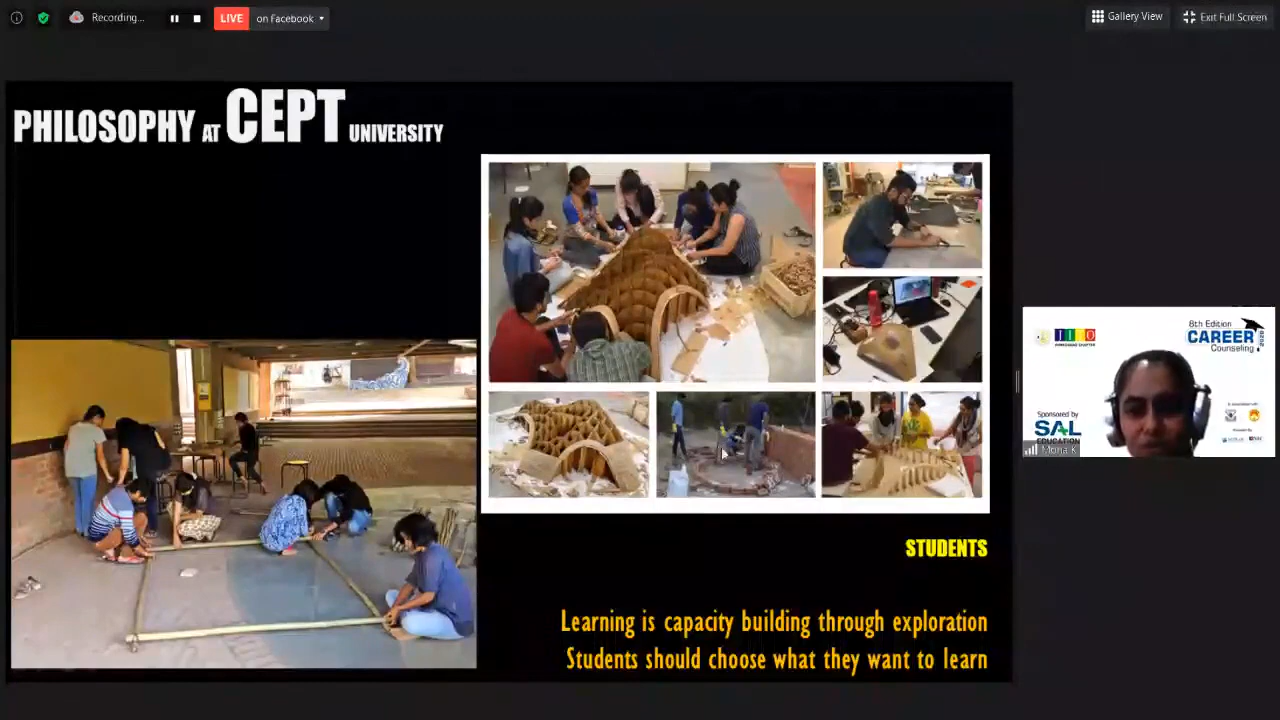 Recording...
LIVE on Facebook
Gallery View
Exit Full Screen
PHILOSOPHY AT CEPT UNIVERSITY
STUDENTS
Learning is capacity building through exploration
Students should choose what they want to learn
8th Edition
CAREER
Counseling
Sponsored by
SAL
EDUCATION
Mona K